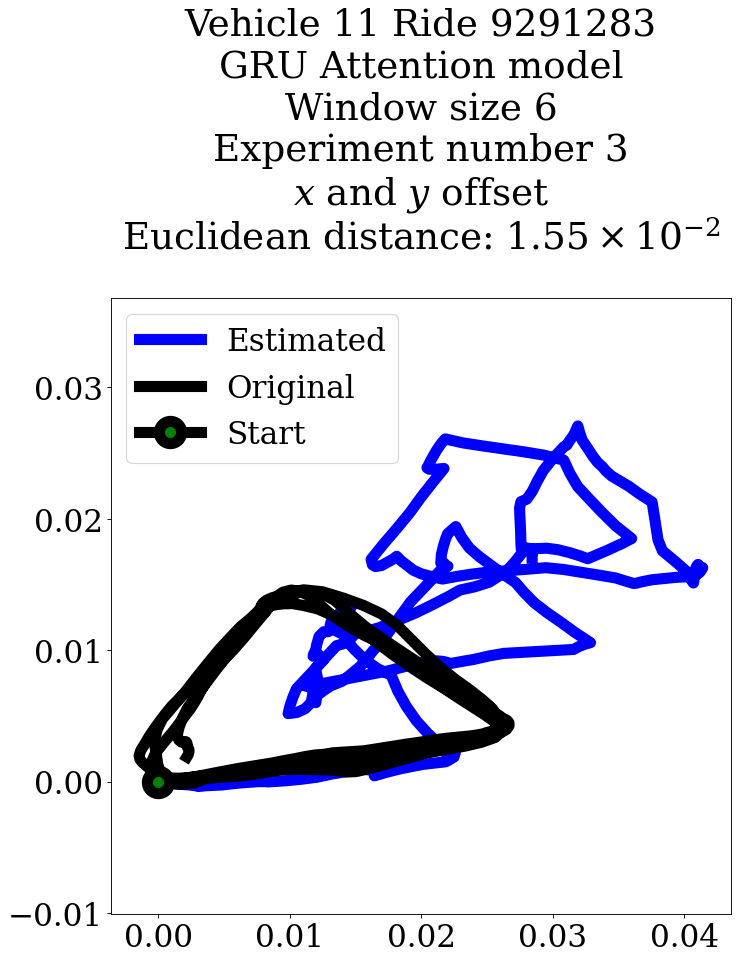 Vehicle 11 Ride 9291283
GRU Attention model
Window size 6
Experiment number 3
x and y offset
Euclidean distance: 1.55 × 10⁻²
Estimated
Original
Start
0.03
0.02
0.01
0.00
−0.01
0.00 0.01 0.02 0.03 0.04